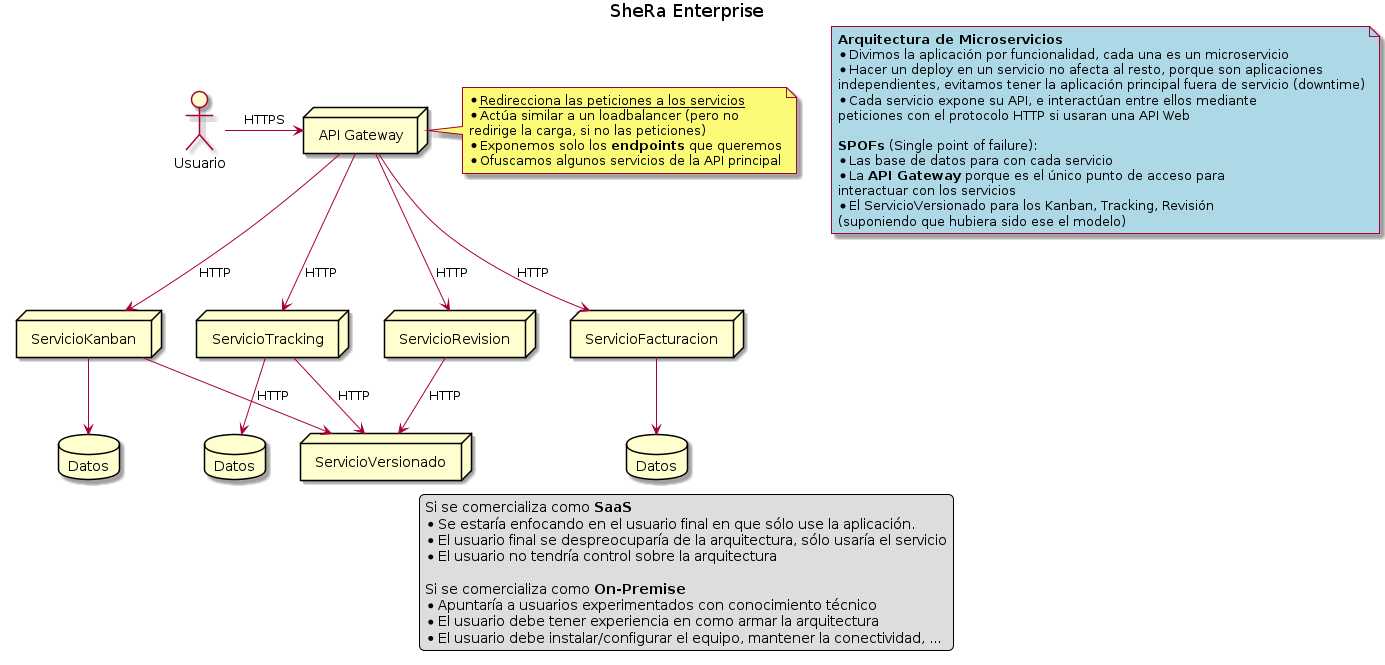 SheRa Enterprise
Arquitectura de Microservicios
• Divimos la aplicación por funcionalidad, cada una es un microservicio
• Hacer un deploy en un servicio no afecta al resto, porque son aplicaciones
independientes, evitamos tener la aplicación principal fuera de servicio (downtime)
• Cada servicio expone su API, e interactúan entre ellos mediante
peticiones con el protocolo HTTP si usaran una API Web
SPOFs (Single point of failure):
• Las base de datos para con cada servicio
• La API Gateway porque es el único punto de acceso para
interactuar con los servicios
• El ServicioVersionado para los Kanban, Tracking, Revisión
(suponiendo que hubiera sido ese el modelo)
Usuario
HTTPS
API Gateway
• Redirecciona las peticiones a los servicios
• Actúa similar a un loadbalancer (pero no
redirige la carga, si no las peticiones)
• Exponemos solo los endpoints que queremos
• Ofuscamos algunos servicios de la API principal
HTTP
HTTP
HTTP
HTTP
ServicioKanban
ServicioTracking
ServicioRevision
ServicioFacturacion
HTTP
HTTP
HTTP
Datos
Datos
ServicioVersionado
Datos
Si se comercializa como SaaS
• Se estaría enfocando en el usuario final en que sólo use la aplicación.
• El usuario final se despreocuparía de la arquitectura, sólo usaría el servicio
• El usuario no tendría control sobre la arquitectura
Si se comercializa como On-Premise
• Apuntaría a usuarios experimentados con conocimiento técnico
• El usuario debe tener experiencia en como armar la arquitectura
• El usuario debe instalar/configurar el equipo, mantener la conectividad, ...